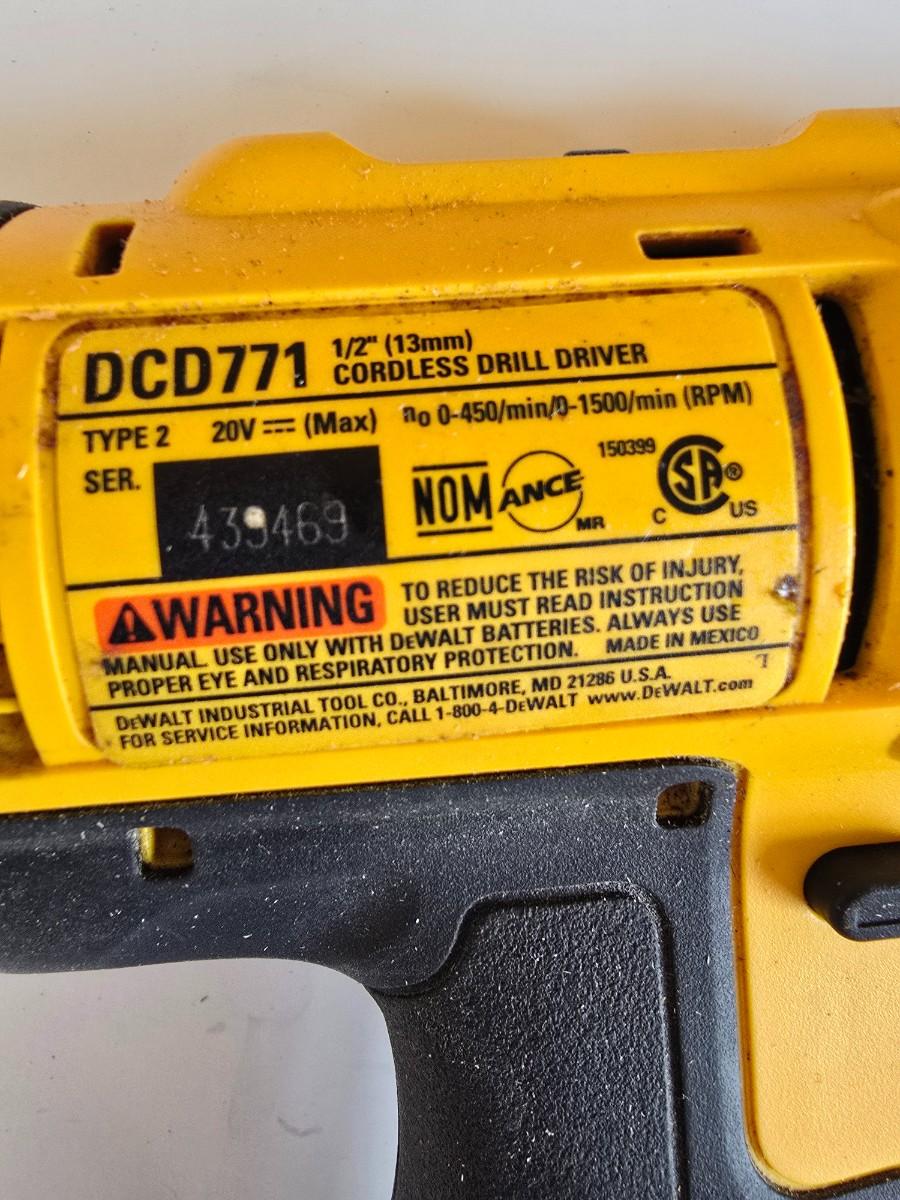 DCD771 1/2" (13mm)
CORDLESS DRILL DRIVER
TYPE 2 20V ⎓ (Max) n₀ 0-450/min/0-1500/min (RPM)
SER. 439469
NOM ANCE MR
150399
CSA® C US
WARNING TO REDUCE THE RISK OF INJURY,
USER MUST READ INSTRUCTION
MANUAL. USE ONLY WITH DEWALT BATTERIES. ALWAYS USE
PROPER EYE AND RESPIRATORY PROTECTION. MADE IN MEXICO
DEWALT INDUSTRIAL TOOL CO., BALTIMORE, MD 21286 U.S.A.
FOR SERVICE INFORMATION, CALL 1-800-4-DEWALT www.DEWALT.com